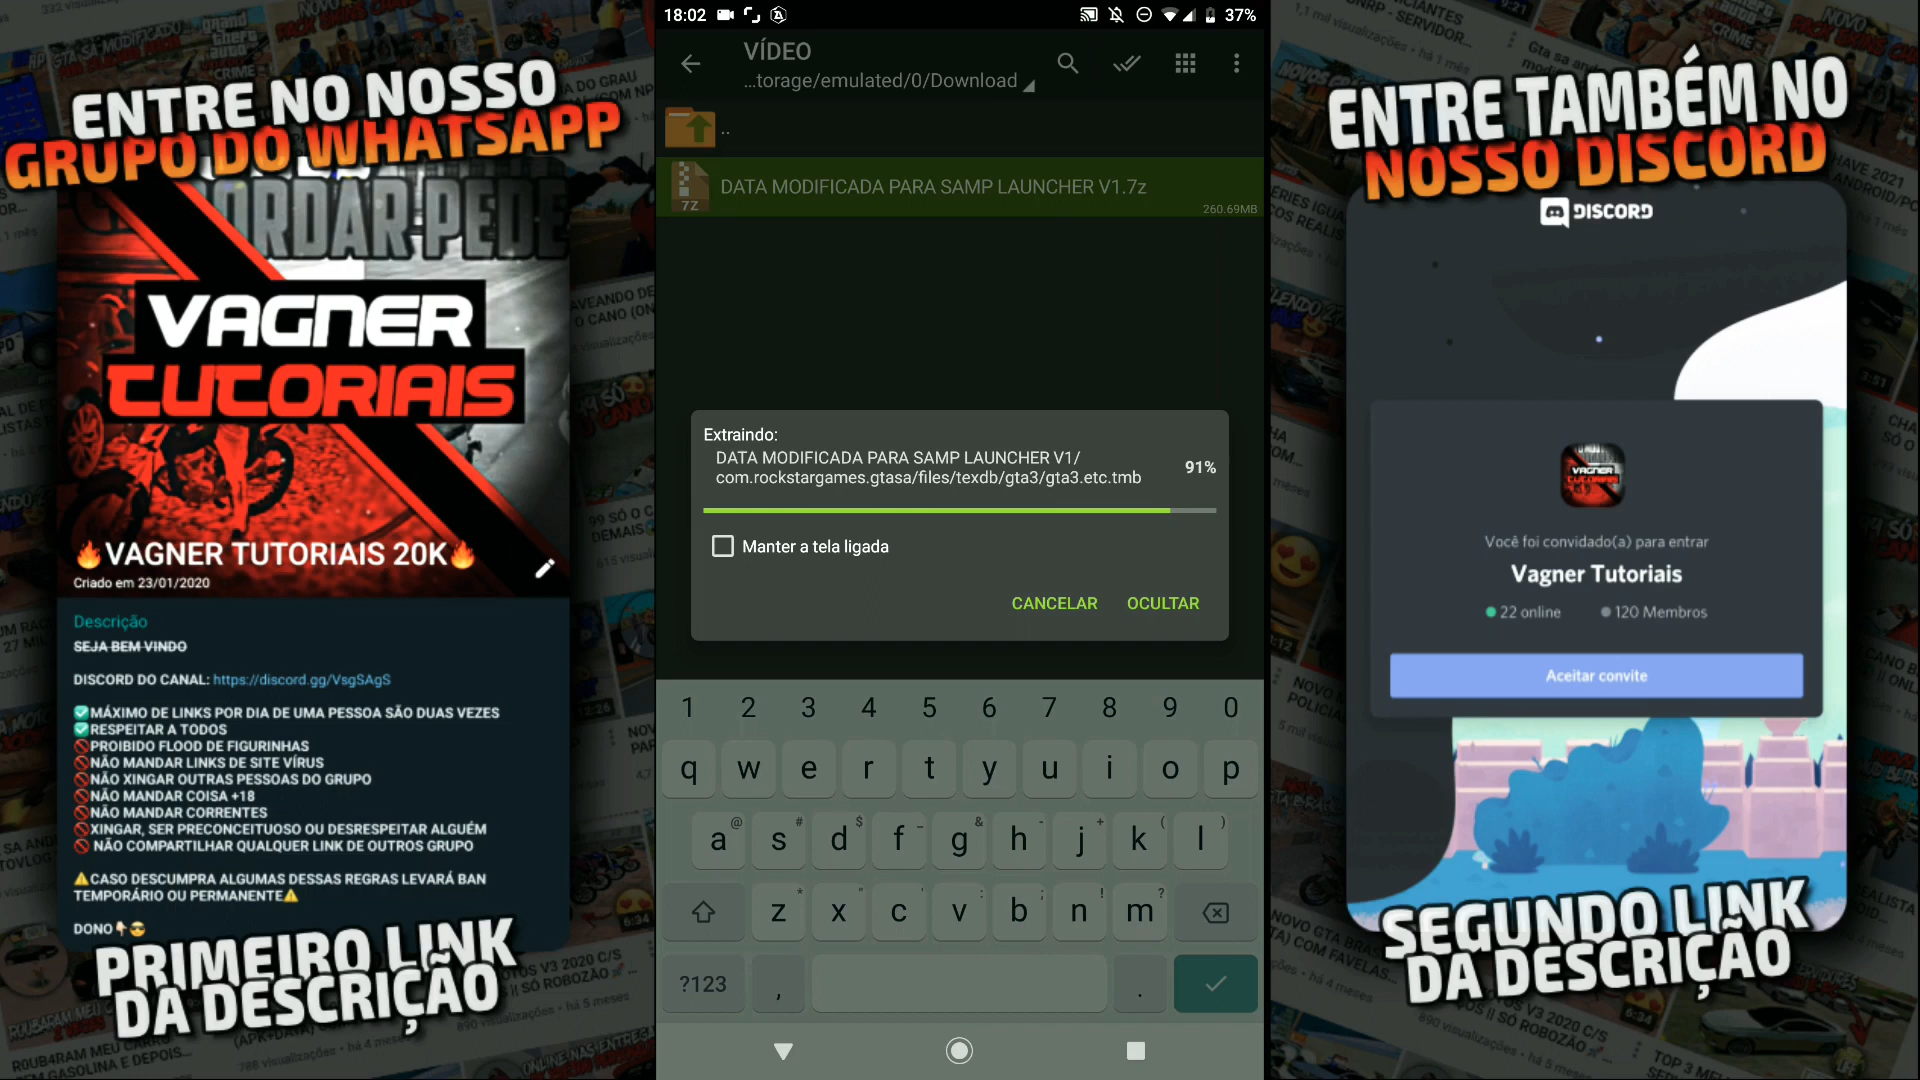 ENTRE NO NOSSO
GRUPO DO WHATSAPP
RDAR PEDE
VAGNER
TUTORIAIS
🔥VAGNER TUTORIAIS 20K🔥
Criado em 23/01/2020
Descrição
SEJA BEM VINDO
DISCORD DO CANAL: https://discord.gg/VsgSAgS
✅MÁXIMO DE LINKS POR DIA DE UMA PESSOA SÃO DUAS VEZES
✅RESPEITAR A TODOS
🚫PROIBIDO FLOOD DE FIGURINHAS
🚫NÃO MANDAR LINKS DE SITE VÍRUS
🚫NÃO XINGAR OUTRAS PESSOAS DO GRUPO
🚫NÃO MANDAR COISA +18
🚫NÃO MANDAR CORRENTES
🚫XINGAR, SER PRECONCEITUOSO OU DESRESPEITAR ALGUÉM
🚫 NÃO COMPARTILHAR QUALQUER LINK DE OUTROS GRUPO
⚠️CASO DESCUMPRA ALGUMAS DESSAS REGRAS LEVARÁ BAN
TEMPORÁRIO OU PERMANENTE⚠️
DONO👇🏻😎
PRIMEIRO LINK
DA DESCRIÇÃO
18:02
37%
VÍDEO
...torage/emulated/0/Download
..
7Z
DATA MODIFICADA PARA SAMP LAUNCHER V1.7z
260.69MB
Extraindo:
DATA MODIFICADA PARA SAMP LAUNCHER V1/
com.rockstargames.gtasa/files/texdb/gta3/gta3.etc.tmb
91%
Manter a tela ligada
CANCELAR OCULTAR
1 2 3 4 5 6 7 8 9 0
q w e r t y u i o p
@ # $ _ & - + ( )
a s d f g h j k l
* " ' : ; ! ?
z x c v b n m
?123 , .
ENTRE TAMBÉM NO
NOSSO DISCORD
DISCORD
VAGNER
TUTORIAIS
Você foi convidado(a) para entrar
Vagner Tutoriais
22 online 120 Membros
Aceitar convite
SEGUNDO LINK
DA DESCRIÇÃO